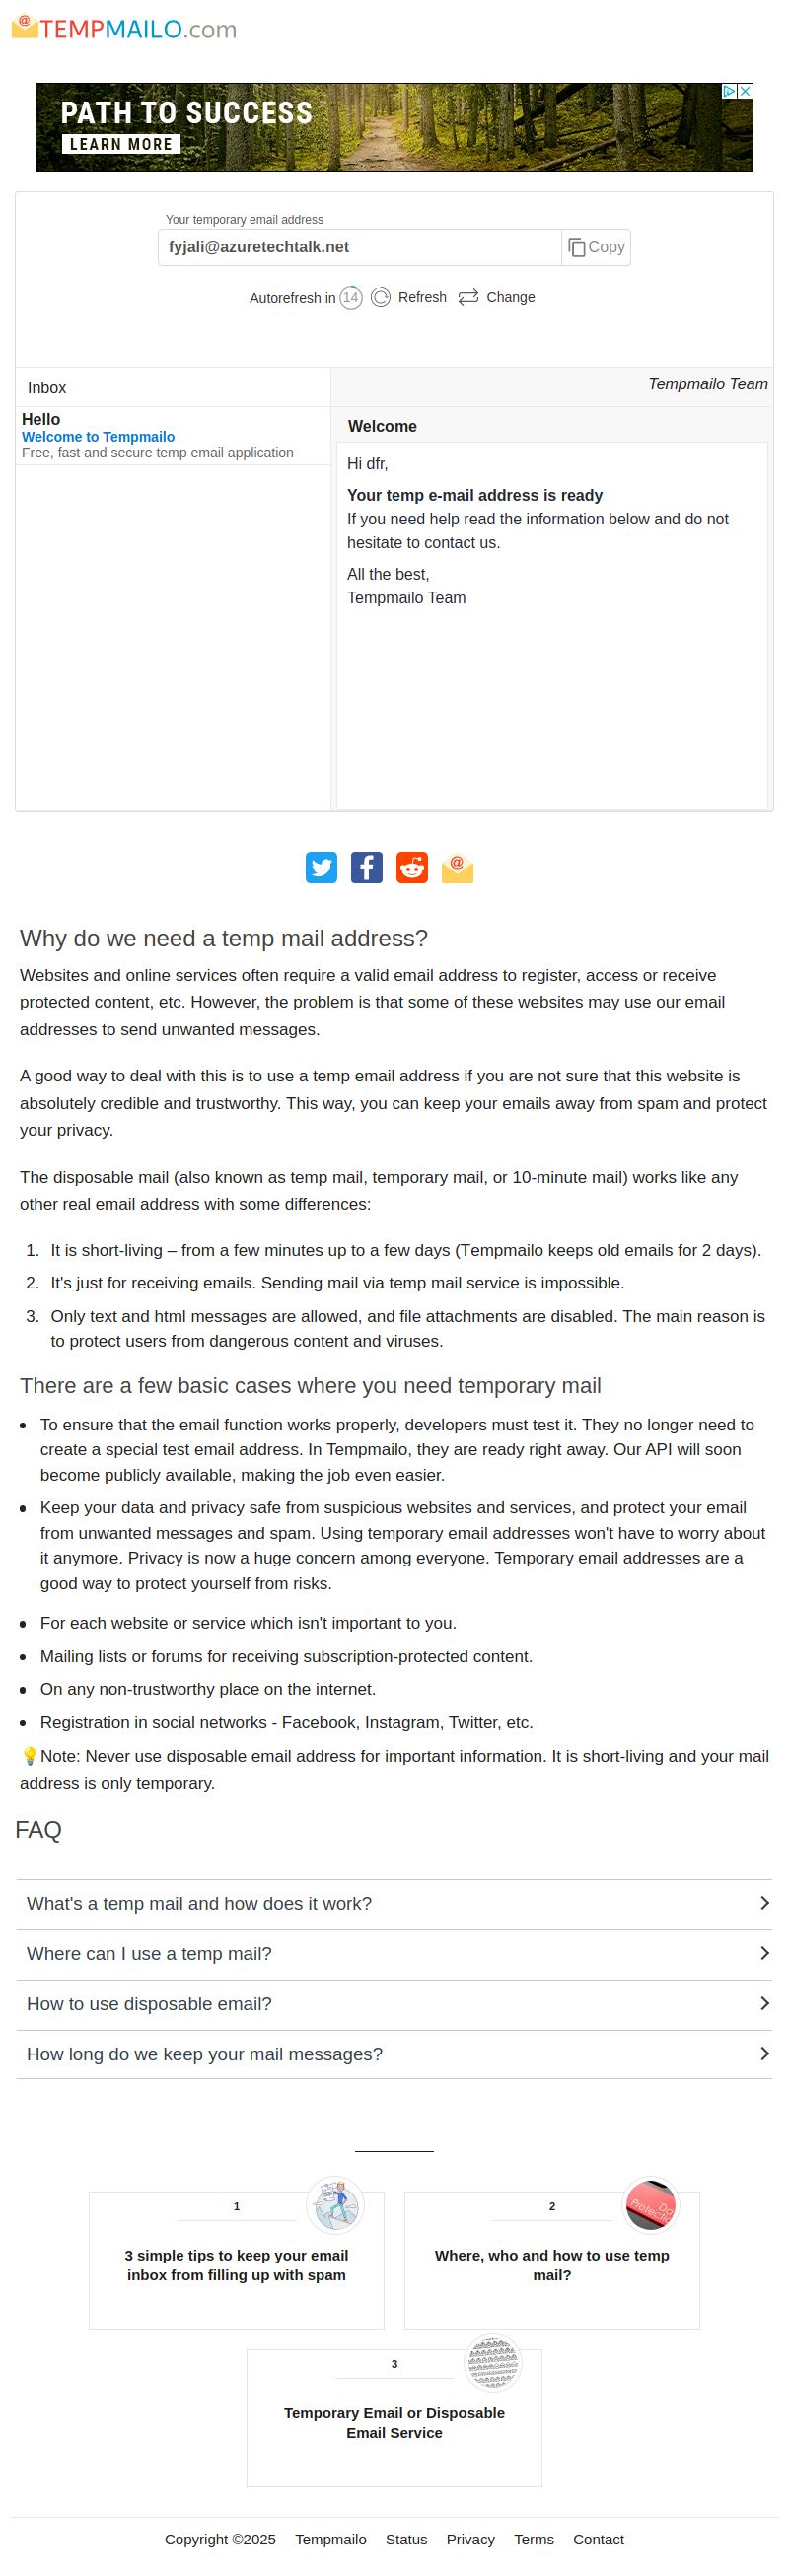 TEMPMAILO.com
PATH TO SUCCESS
LEARN MORE
Your temporary email address
fyjali@azuretechtalk.net
Copy
Autorefresh in 14 Refresh Change
Inbox
Tempmailo Team
Hello
Welcome to Tempmailo
Free, fast and secure temp email application
Welcome
Hi dfr,
Your temp e-mail address is ready
If you need help read the information below and do not
hesitate to contact us.
All the best,
Tempmailo Team
Why do we need a temp mail address?
Websites and online services often require a valid email address to register, access or receive
protected content, etc. However, the problem is that some of these websites may use our email
addresses to send unwanted messages.
A good way to deal with this is to use a temp email address if you are not sure that this website is
absolutely credible and trustworthy. This way, you can keep your emails away from spam and protect
your privacy.
The disposable mail (also known as temp mail, temporary mail, or 10-minute mail) works like any
other real email address with some differences:
1. It is short-living – from a few minutes up to a few days (Tempmailo keeps old emails for 2 days).
2. It's just for receiving emails. Sending mail via temp mail service is impossible.
3. Only text and html messages are allowed, and file attachments are disabled. The main reason is
to protect users from dangerous content and viruses.
There are a few basic cases where you need temporary mail
• To ensure that the email function works properly, developers must test it. They no longer need to
create a special test email address. In Tempmailo, they are ready right away. Our API will soon
become publicly available, making the job even easier.
• Keep your data and privacy safe from suspicious websites and services, and protect your email
from unwanted messages and spam. Using temporary email addresses won't have to worry about
it anymore. Privacy is now a huge concern among everyone. Temporary email addresses are a
good way to protect yourself from risks.
• For each website or service which isn't important to you.
• Mailing lists or forums for receiving subscription-protected content.
• On any non-trustworthy place on the internet.
• Registration in social networks - Facebook, Instagram, Twitter, etc.
💡Note: Never use disposable email address for important information. It is short-living and your mail
address is only temporary.
FAQ
What's a temp mail and how does it work?
Where can I use a temp mail?
How to use disposable email?
How long do we keep your mail messages?
1
3 simple tips to keep your email
inbox from filling up with spam
2
Where, who and how to use temp
mail?
3
Temporary Email or Disposable
Email Service
Copyright ©2025 Tempmailo Status Privacy Terms Contact